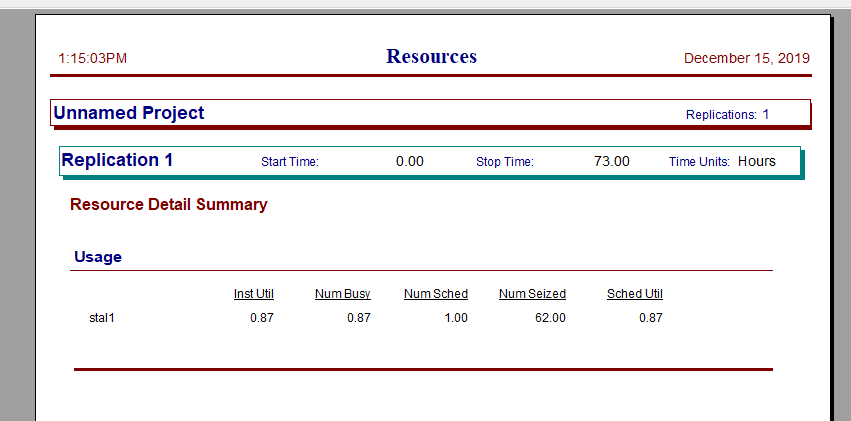 1:15:03PM Resources December 15, 2019
Unnamed Project Replications: 1
Replication 1 Start Time: 0.00 Stop Time: 73.00 Time Units: Hours
Resource Detail Summary
Usage
Inst Util Num Busy Num Sched Num Seized Sched Util
stal1 0.87 0.87 1.00 62.00 0.87